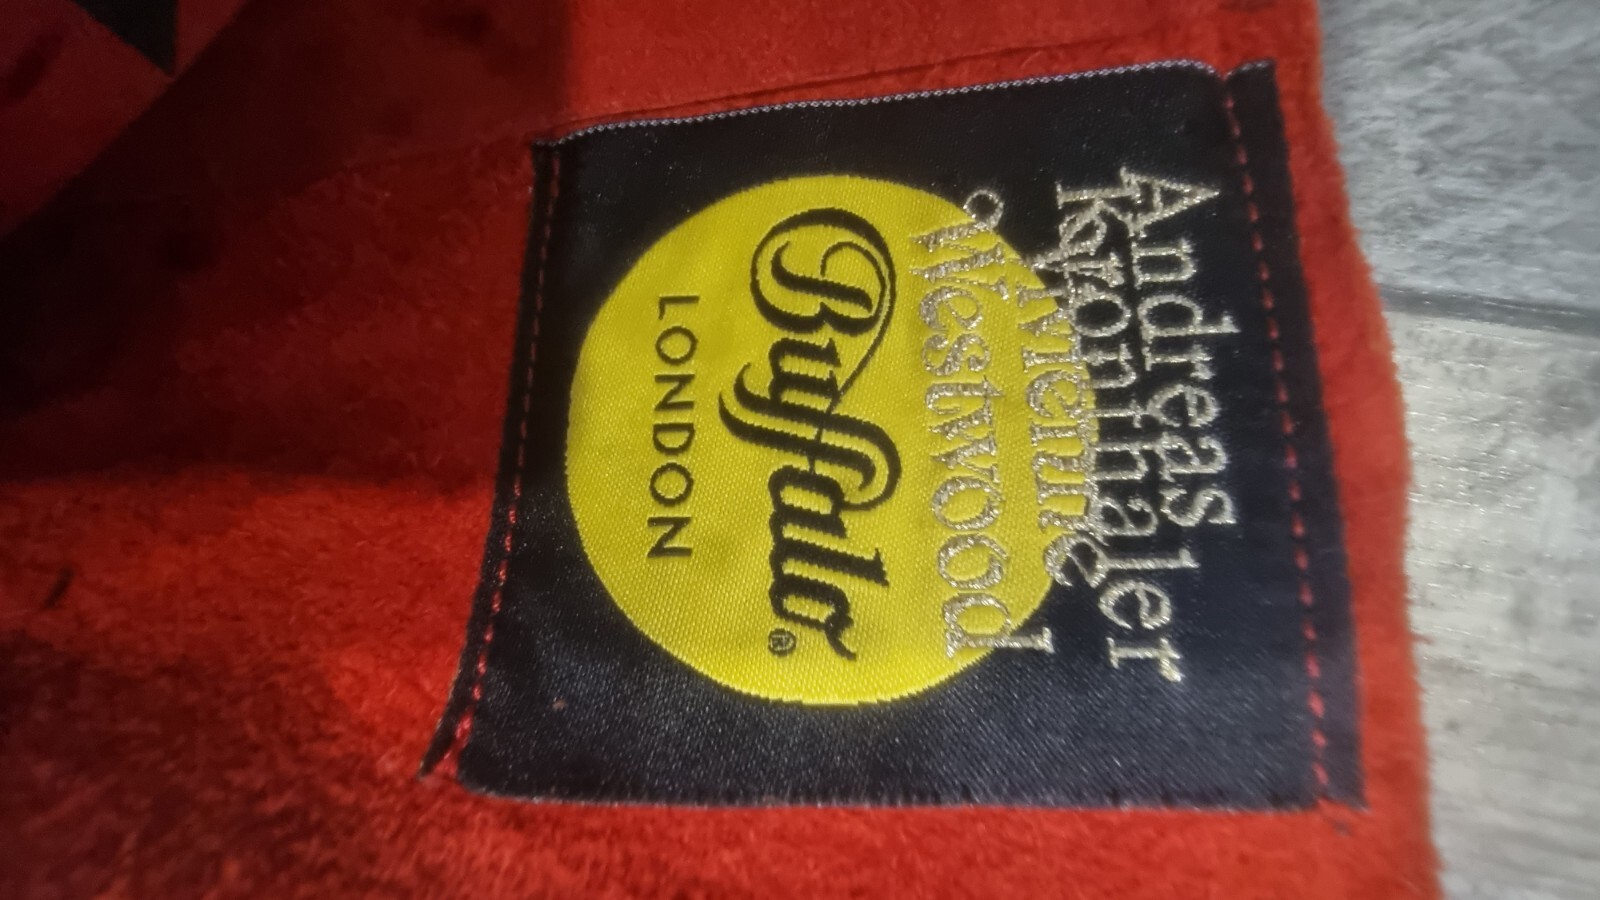 Andreas
Kronthaler
Vivienne
Westwood
Buffalo®
LONDON